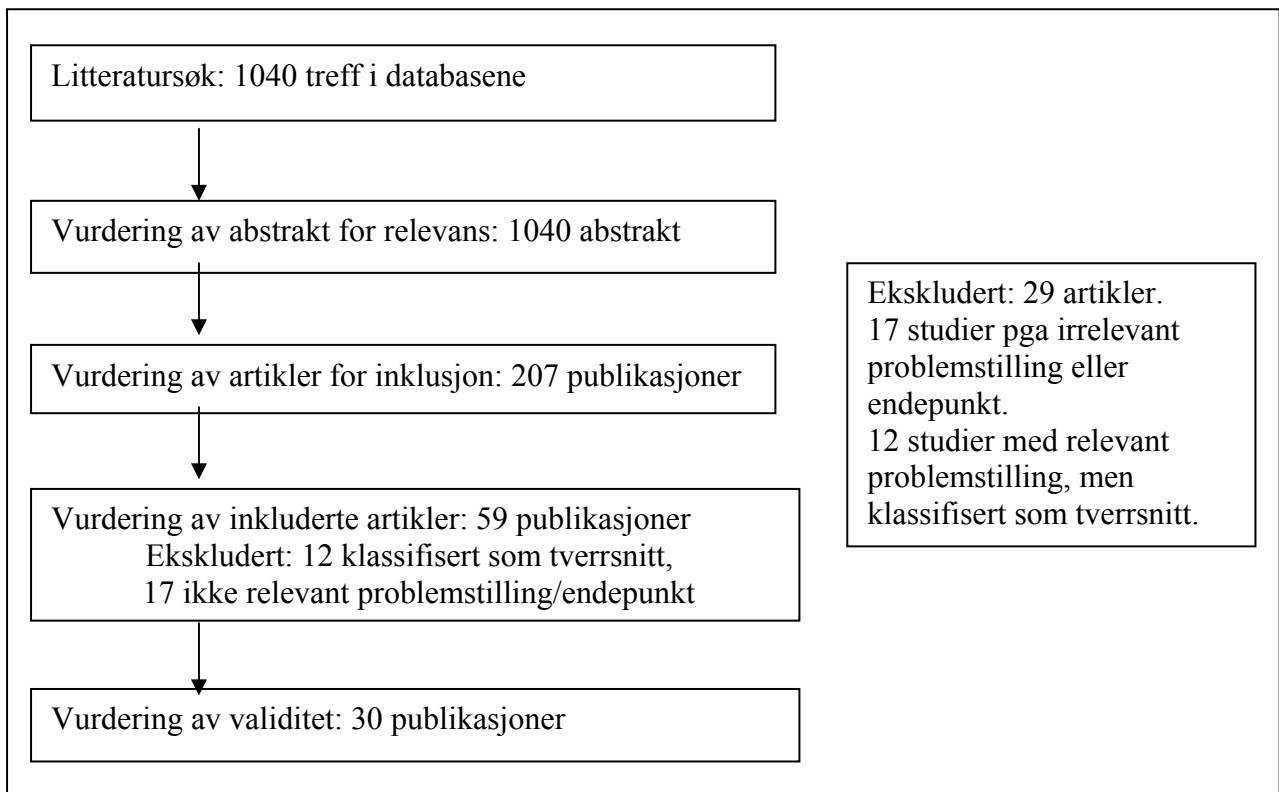 Litteratursøk: 1040 treff i databasene
Vurdering av abstrakt for relevans: 1040 abstrakt
Vurdering av artikler for inklusjon: 207 publikasjoner
Vurdering av inkluderte artikler: 59 publikasjoner
Ekskludert: 12 klassifisert som tverrsnitt,
17 ikke relevant problemstilling/endepunkt
Vurdering av validitet: 30 publikasjoner
Ekskludert: 29 artikler.
17 studier pga irrelevant
problemstilling eller
endepunkt.
12 studier med relevant
problemstilling, men
klassifisert som tverrsnitt.